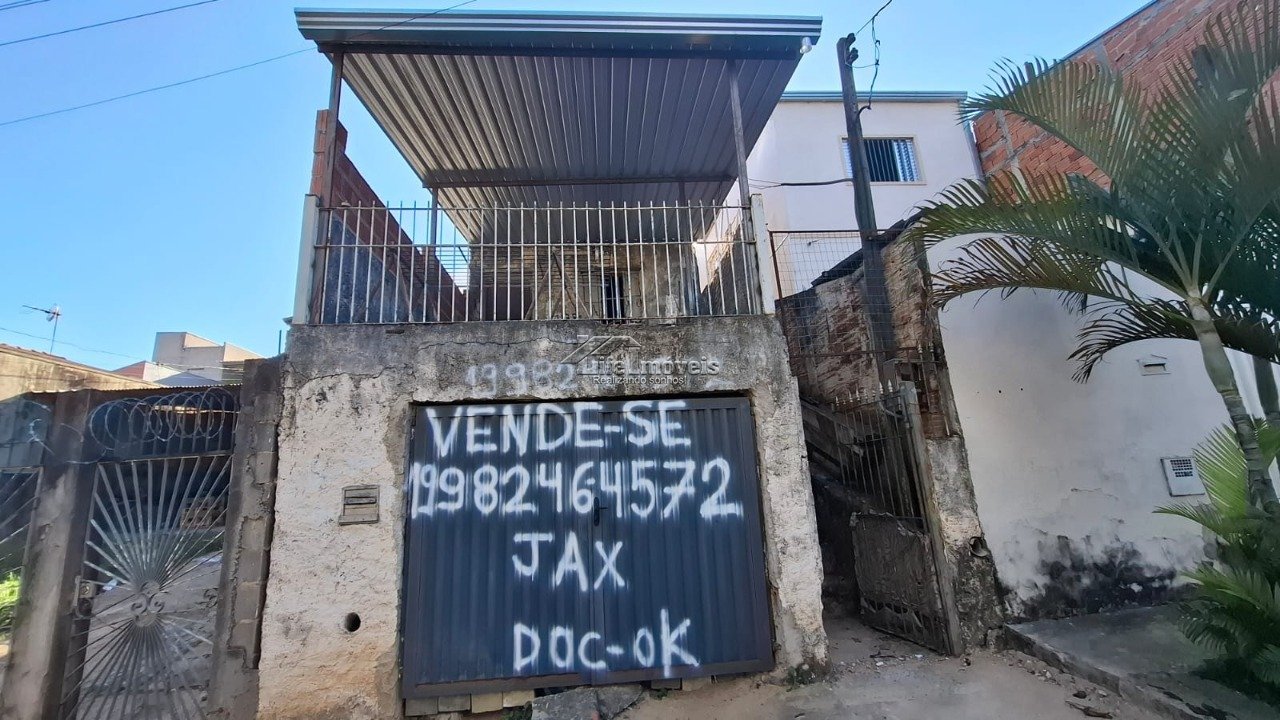 19982
LifeImóveis
Realizando sonhos!
VENDE-SE
19982464572
JAX
DOC-OK